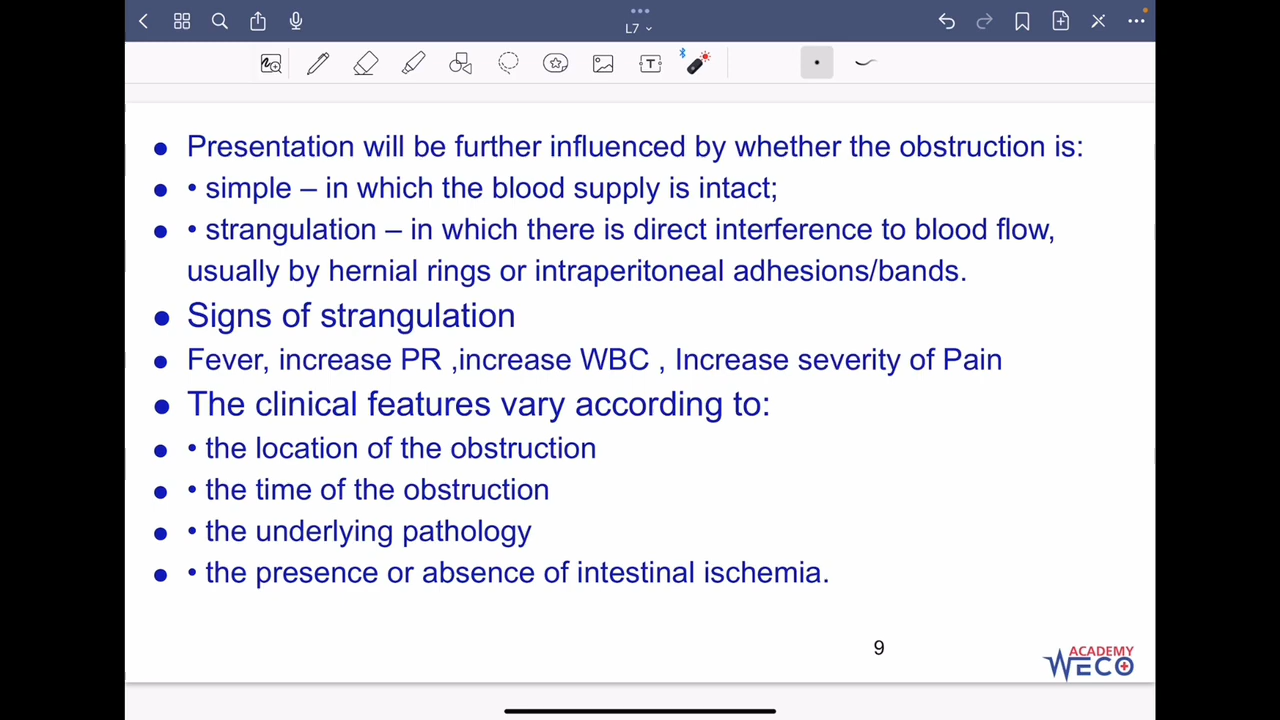 L7
Presentation will be further influenced by whether the obstruction is:
• simple – in which the blood supply is intact;
• strangulation – in which there is direct interference to blood flow,
usually by hernial rings or intraperitoneal adhesions/bands.
Signs of strangulation
Fever, increase PR ,increase WBC , Increase severity of Pain
The clinical features vary according to:
• the location of the obstruction
• the time of the obstruction
• the underlying pathology
• the presence or absence of intestinal ischemia.
9
ACADEMY
WECO